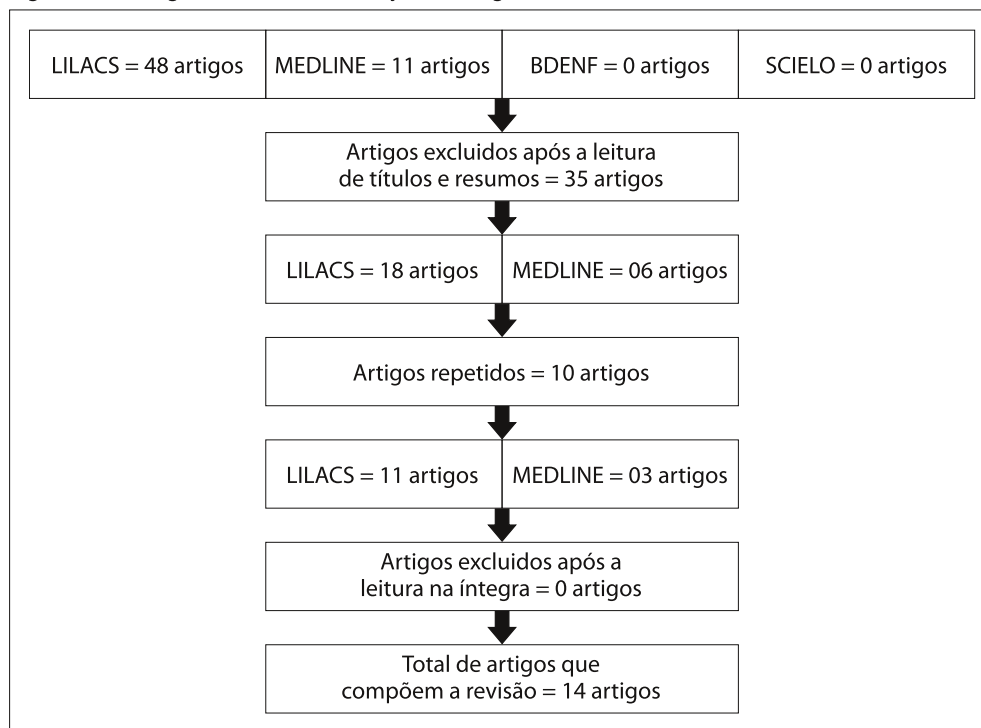 LILACS = 48 artigos
MEDLINE = 11 artigos
BDENF = 0 artigos
SCIELO = 0 artigos
Artigos excluidos após a leitura
de títulos e resumos = 35 artigos
LILACS = 18 artigos
MEDLINE = 06 artigos
Artigos repetidos = 10 artigos
LILACS = 11 artigos
MEDLINE = 03 artigos
Artigos excluidos após a
leitura na íntegra = 0 artigos
Total de artigos que
compõem a revisão = 14 artigos